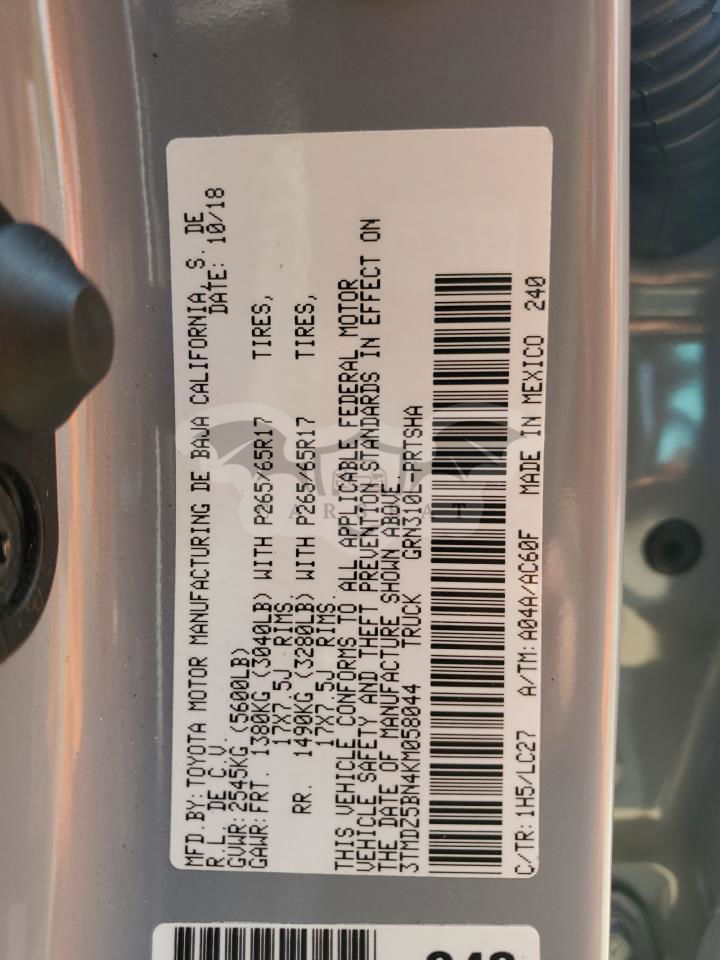 MFD.BY:TOYOTA MOTOR MANUFACTURING DE BAJA CALIFORNIA, S. DE
R.L. DE C.V. DATE: 10/18
GVWR: 2545KG (5600LB)
GAWR: FRT. 1380KG (3040LB) WITH P265/65R17 TIRES,
17X7.5J RIMS.
RR. 1490KG (3280LB) WITH P265/65R17 TIRES,
17X7.5J RIMS.
THIS VEHICLE CONFORMS TO ALL APPLICABLE FEDERAL MOTOR
VEHICLE SAFETY AND THEFT PREVENTION STANDARDS IN EFFECT ON
THE DATE OF MANUFACTURE SHOWN ABOVE.
3TMDZ5BN4KM058044 TRUCK GRN310L-PRTSHA
C/TR: 1H5/LC27 A/TM: A04A/AC60F MADE IN MEXICO 240